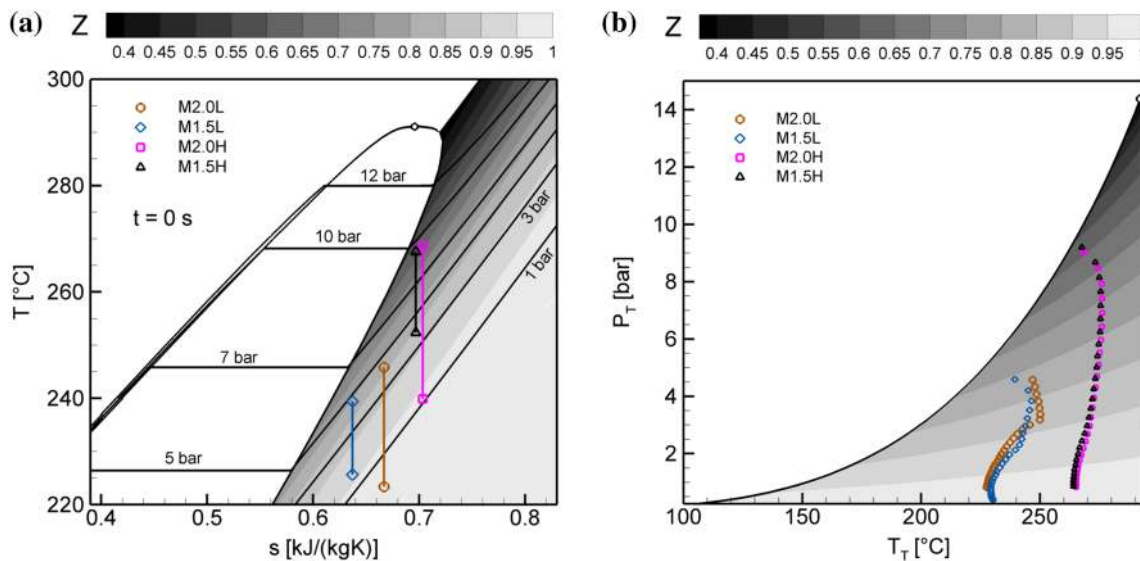 (a) Z
0.4 0.45 0.5 0.55 0.6 0.65 0.7 0.75 0.8 0.85 0.9 0.95 1
300
280
260
240
220
T [°C]
M2.0L
M1.5L
M2.0H
M1.5H
t = 0 s
12 bar
10 bar
7 bar
5 bar
3 bar
1 bar
0.4 0.5 0.6 0.7 0.8
s [kJ/(kgK)]
(b) Z
0.4 0.45 0.5 0.55 0.6 0.65 0.7 0.75 0.8 0.85 0.9 0.95 1
14
12
10
8
6
4
2
P_T [bar]
M2.0L
M1.5L
M2.0H
M1.5H
100 150 200 250
T_T [°C]